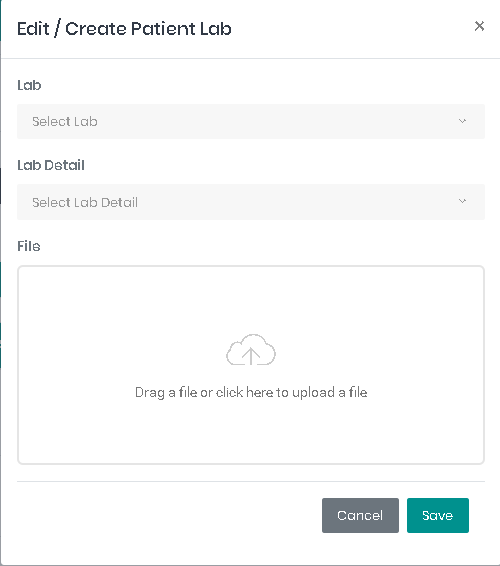 Edit / Create Patient Lab
×
Lab
Select Lab
Lab Detail
Select Lab Detail
File
Drag a file or click here to upload a file
Cancel Save